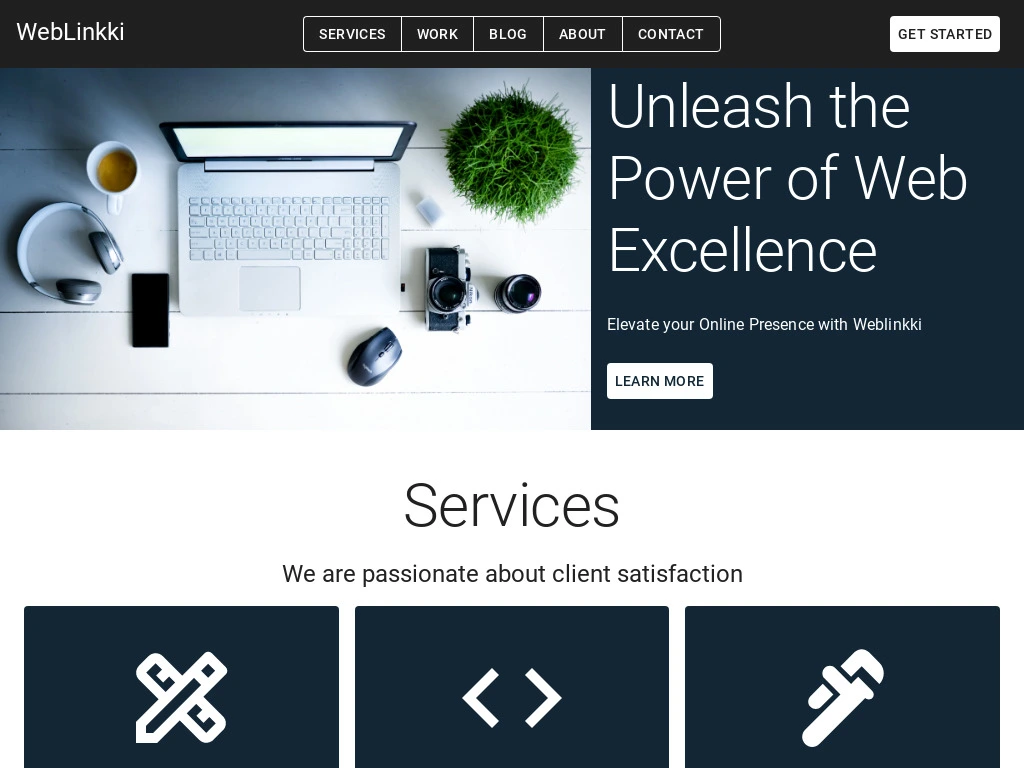 WebLinkki
SERVICES
WORK
BLOG
ABOUT
CONTACT
GET STARTED
Unleash the
Power of Web
Excellence
Elevate your Online Presence with Weblinkki
LEARN MORE
Services
We are passionate about client satisfaction